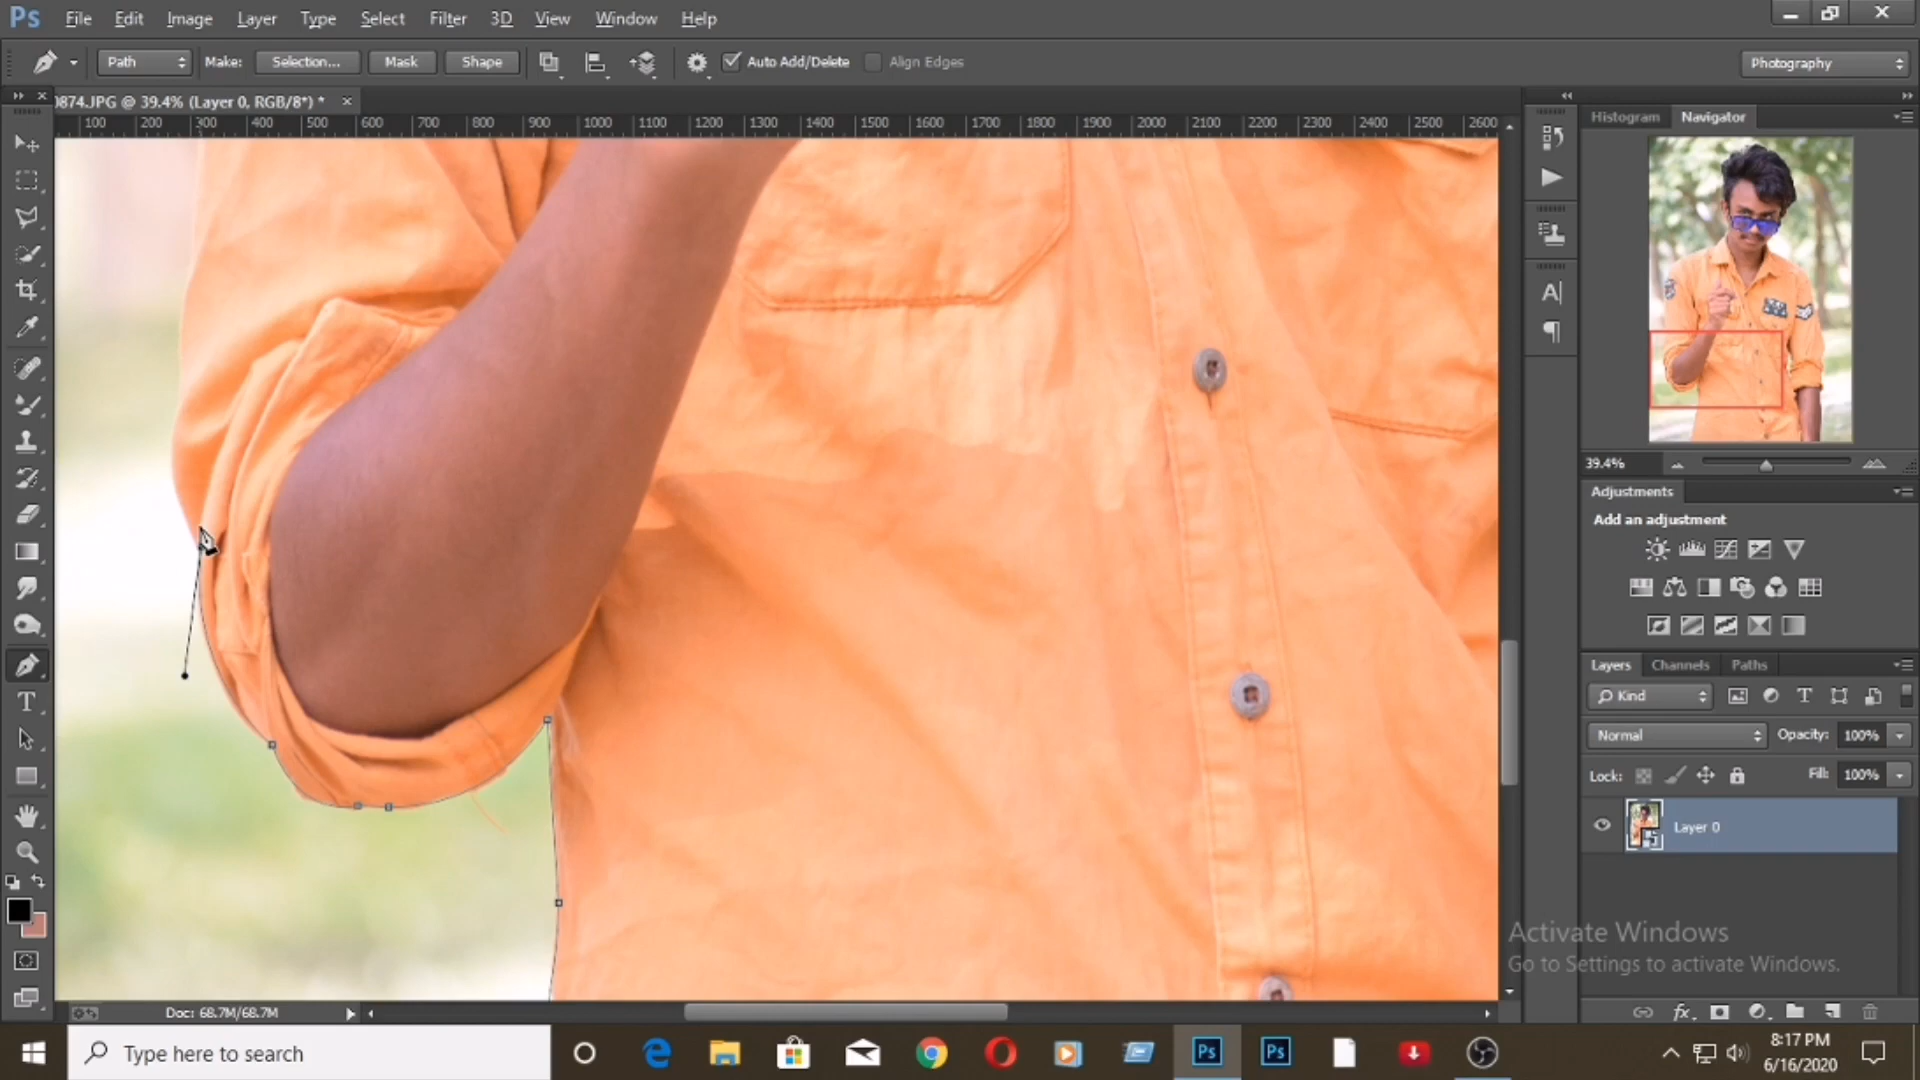 Ps File Edit Image Layer Type Select Filter 3D View Window Help
Path Make: Selection... Mask Shape Auto Add/Delete Align Edges Photography
0874.JPG @ 39.4% (Layer 0, RGB/8*) *
100 200 300 400 500 600 700 800 900 1000 1100 1200 1300 1400 1500 1600 1700 1800 1900 2000 2100 2200 2300 2400 2500 2600
Histogram Navigator
39.4%
Adjustments
Add an adjustment
Layers Channels Paths
Kind
Normal Opacity: 100%
Lock: Fill: 100%
Layer 0
Activate Windows
Go to Settings to activate Windows.
Doc: 68.7M/68.7M
Type here to search
Ps Ps
8:17 PM
6/16/2020